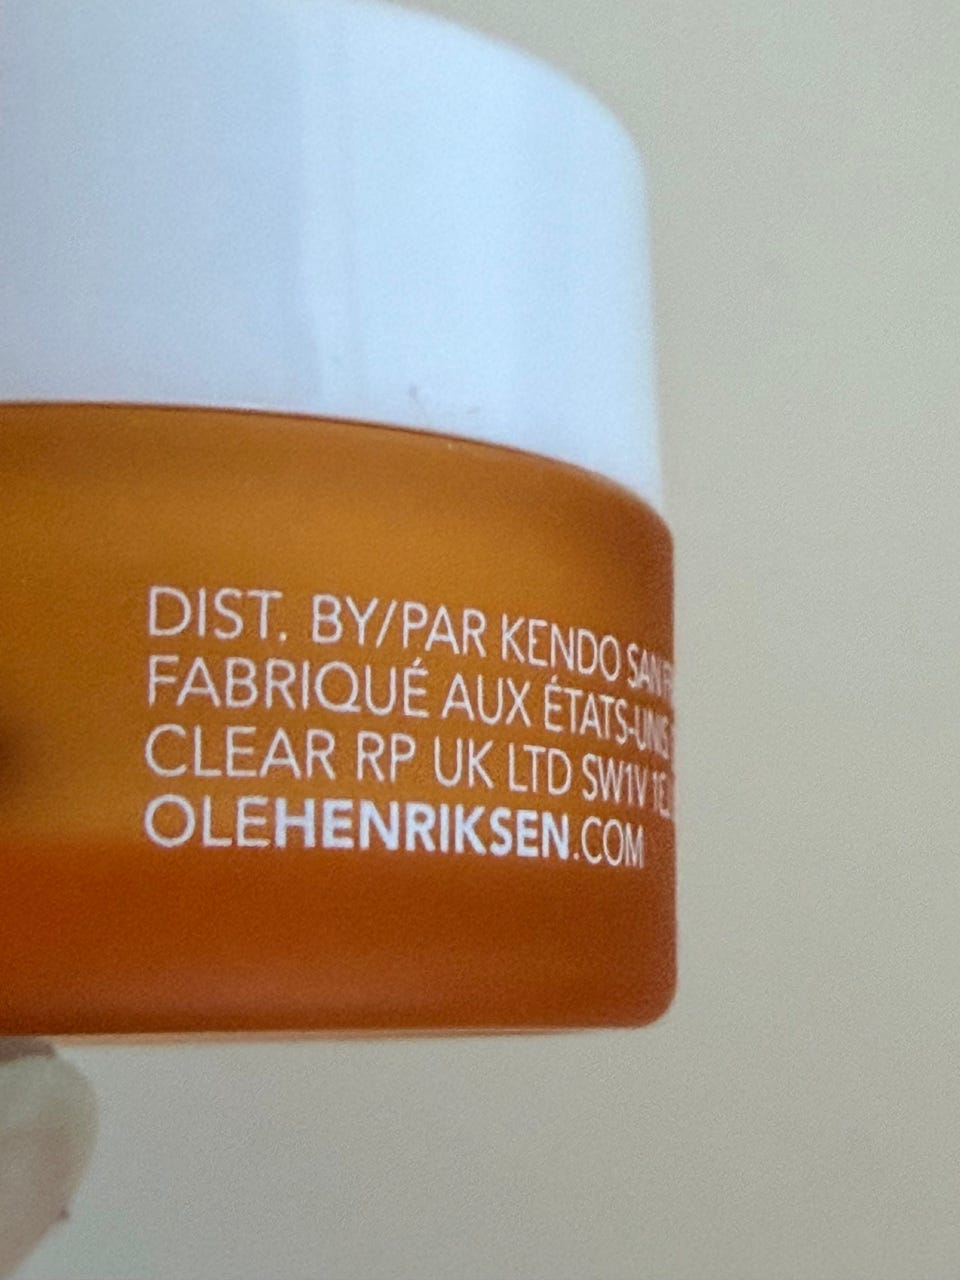 DIST. BY/PAR KENDO SAN
FABRIQUÉ AUX ÉTATS-UNIS
CLEAR RP UK LTD SW1V
OLEHENRIKSEN.COM